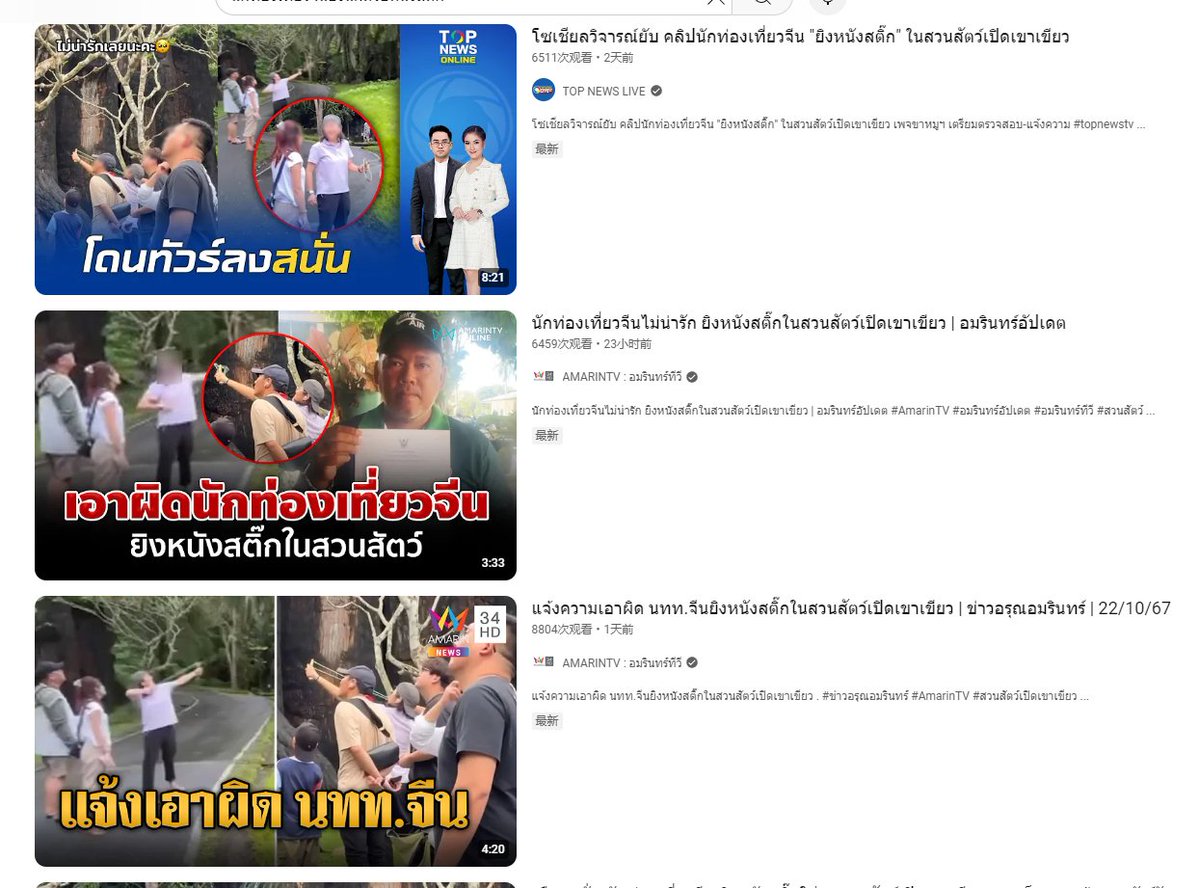 ไม่น่ารักเลยนะคะ
TOP
NEWS
ONLINE
โดนทัวร์ลงสนั่น
8:21
โซเชียลวิจารณ์ยับ คลิปนักท่องเที่ยวจีน "ยิงหนังสติ๊ก" ในสวนสัตว์เปิดเขาเขียว
6511次观看・2天前
TOP NEWS LIVE
โซเชียลวิจารณ์ยับ คลิปนักท่องเที่ยวจีน "ยิงหนังสติ๊ก" ในสวนสัตว์เปิดเขาเขียว เพจขาหมูฯ เตรียมตรวจสอบ-แจ้งความ #topnewstv ...
最新
AMARINTV
ONLINE
เอาผิดนักท่องเที่ยวจีน
ยิงหนังสติ๊กในสวนสัตว์
3:33
นักท่องเที่ยวจีนไม่น่ารัก ยิงหนังสติ๊กในสวนสัตว์เปิดเขาเขียว | อมรินทร์อัปเดต
6459次观看・23小时前
AMARINTV : อมรินทร์ทีวี
นักท่องเที่ยวจีนไม่น่ารัก ยิงหนังสติ๊กในสวนสัตว์เปิดเขาเขียว | อมรินทร์อัปเดต #AmarinTV #อมรินทร์อัปเดต #อมรินทร์ทีวี #สวนสัตว์ ...
最新
AMARIN
NEWS
34
HD
แจ้งเอาผิด นทท.จีน
4:20
แจ้งความเอาผิด นทท.จีนยิงหนังสติ๊กในสวนสัตว์เปิดเขาเขียว | ข่าวอรุณอมรินทร์ | 22/10/67
8804次观看・1天前
AMARINTV : อมรินทร์ทีวี
แจ้งความเอาผิด นทท.จีนยิงหนังสติ๊กในสวนสัตว์เปิดเขาเขียว . #ข่าวอรุณอมรินทร์ #AmarinTV #สวนสัตว์เปิดเขาเขียว ...
最新